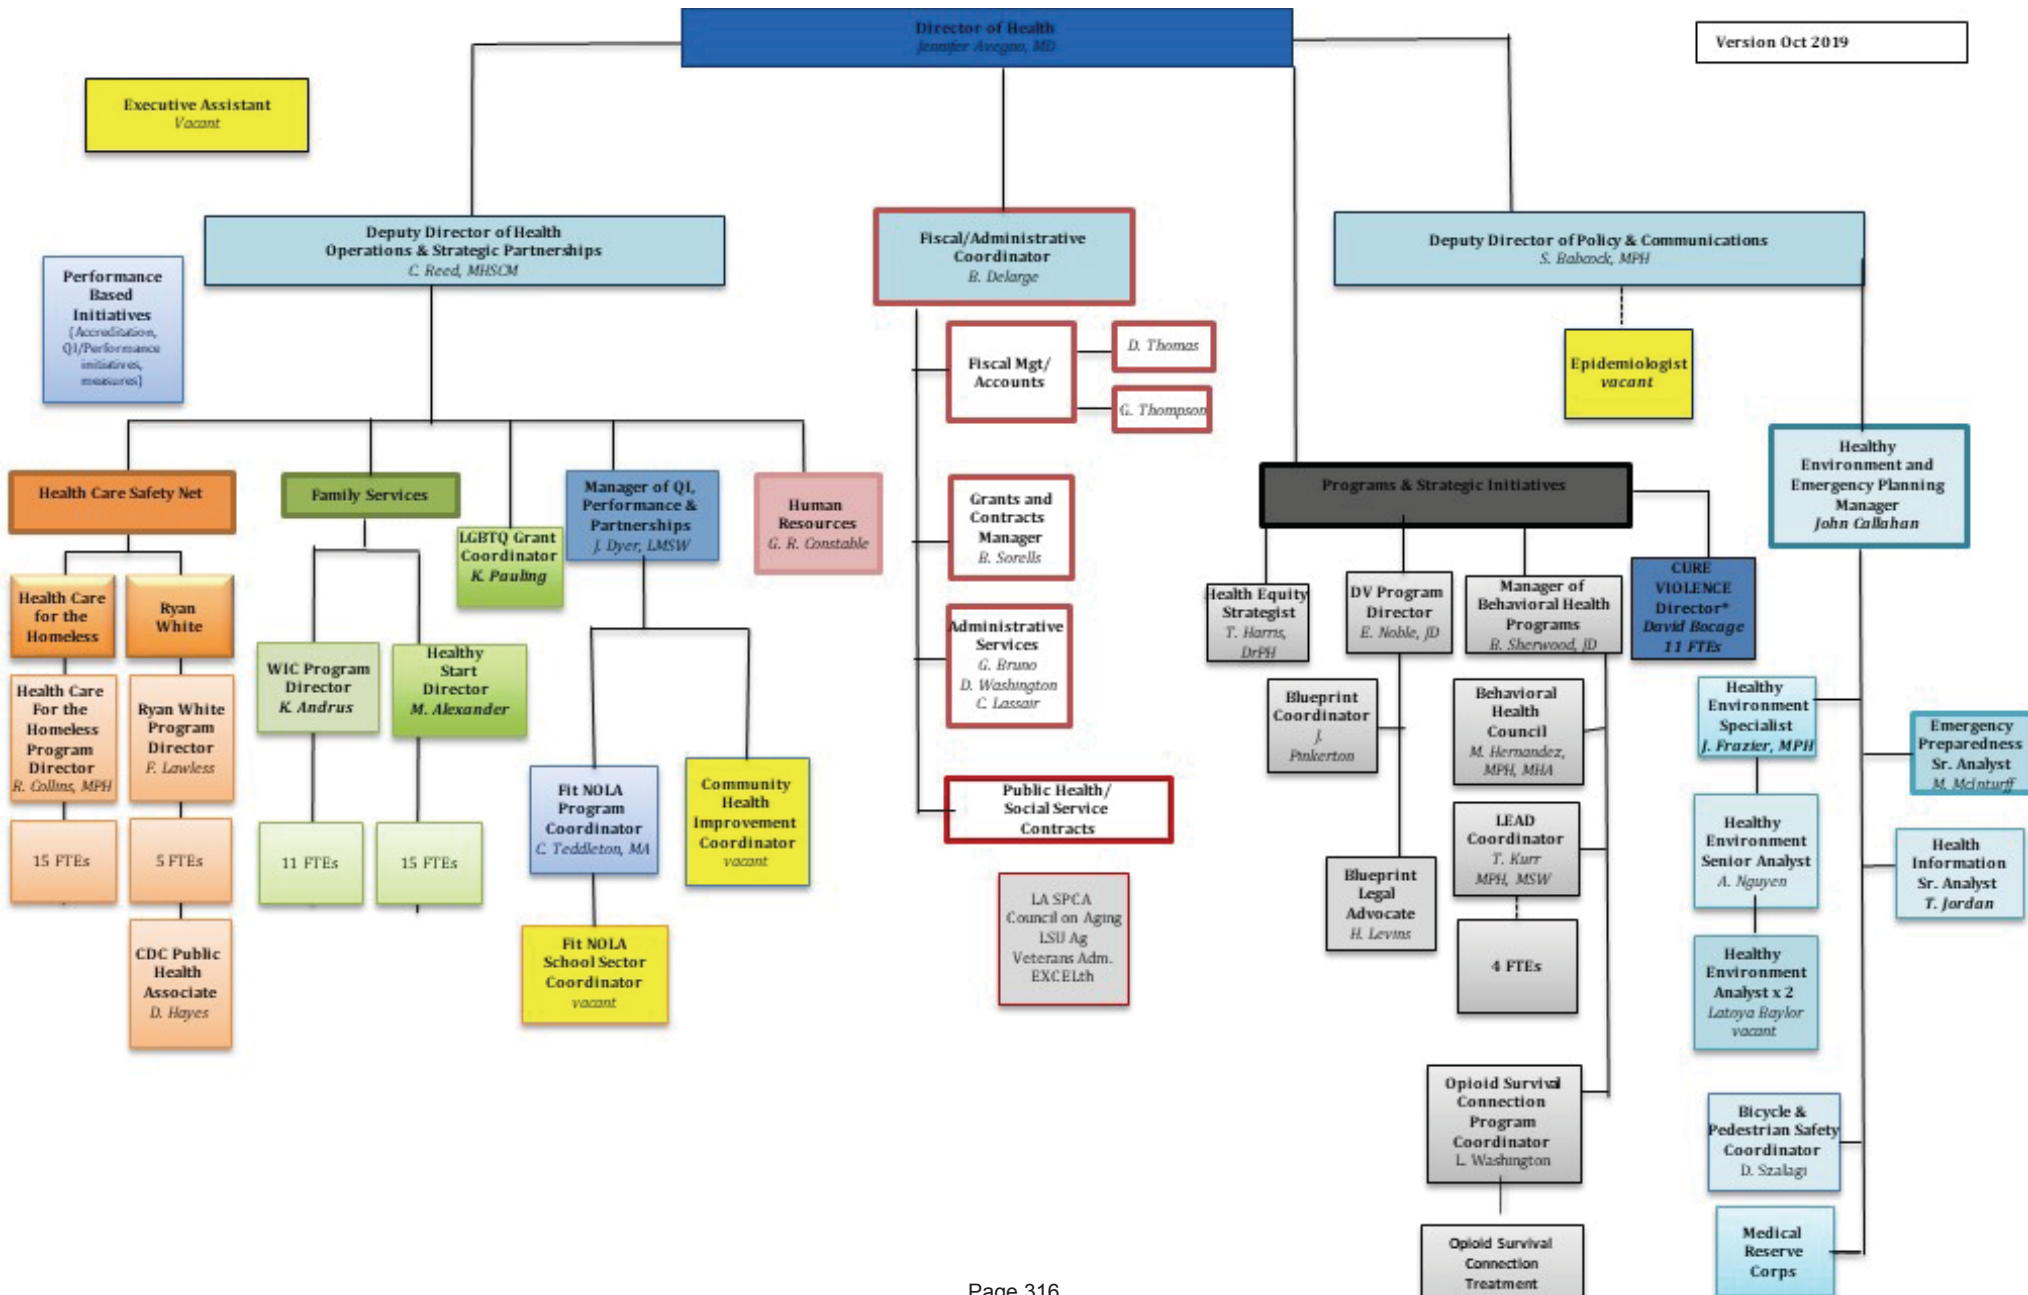 Director of Health
Jennifer Avegno, MD
Version Oct 2019
Executive Assistant
Vacant
Deputy Director of Health
Operations & Strategic Partnerships
C. Reed, MHSCM
Fiscal/Administrative
Coordinator
B. Delarge
Deputy Director of Policy & Communications
S. Babcock, MPH
Performance
Based
Initiatives
(Accreditation,
QI/Performance
initiatives,
measures)
Fiscal Mgt/
Accounts
D. Thomas
G. Thompson
Epidemiologist
vacant
Healthy
Environment and
Emergency Planning
Manager
John Callahan
Health Care Safety Net
Family Services
LGBTQ Grant
Coordinator
K. Pauling
Manager of QI,
Performance &
Partnerships
J. Dyer, LMSW
Human
Resources
G. R. Constable
Grants and
Contracts
Manager
B. Sorells
Programs & Strategic Initiatives
Health Care
for the
Homeless
Ryan
White
Health Equity
Strategist
T. Harris,
DrPH
DV Program
Director
E. Noble, JD
Manager of
Behavioral Health
Programs
B. Sherwood, JD
CURE
VIOLENCE
Director*
David Bocage
11 FTEs
Administrative
Services
G. Bruno
D. Washington
C. Lassair
WIC Program
Director
K. Andrus
Healthy
Start
Director
M. Alexander
Health Care
For the
Homeless
Program
Director
R. Collins, MPH
Ryan White
Program
Director
F. Lawless
Blueprint
Coordinator
J.
Pinkerton
Behavioral
Health
Council
M. Hernandez,
MPH, MHA
Healthy
Environment
Specialist
J. Frazier, MPH
Emergency
Preparedness
Sr. Analyst
M. McInturff
Fit NOLA
Program
Coordinator
C. Teddleton, MA
Community
Health
Improvement
Coordinator
vacant
Public Health/
Social Service
Contracts
15 FTEs
5 FTEs
11 FTEs
15 FTEs
LEAD
Coordinator
T. Kurr
MPH, MSW
Healthy
Environment
Senior Analyst
A. Nguyen
Health
Information
Sr. Analyst
T. Jordan
LA SPCA
Council on Aging
LSU Ag
Veterans Adm.
EXCELth
Blueprint
Legal
Advocate
H. Levins
CDC Public
Health
Associate
D. Hayes
Fit NOLA
School Sector
Coordinator
vacant
4 FTEs
Healthy
Environment
Analyst x 2
Latoya Baylor
vacant
Opioid Survival
Connection
Program
Coordinator
L. Washington
Bicycle &
Pedestrian Safety
Coordinator
D. Szalagi
Opioid Survival
Connection
Treatment
Medical
Reserve
Corps
Page 316